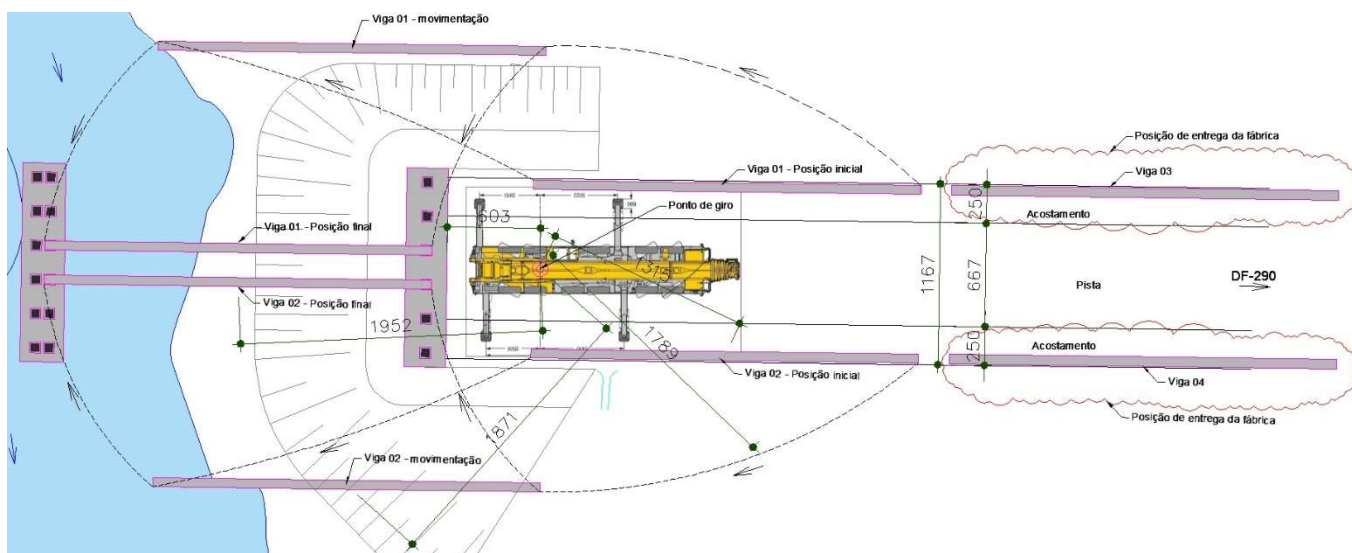 Viga 01 - movimentação
Posição de entrega da fábrica
Viga 01 - Posição inicial
Viga 03
250
Ponto de giro
603
Acostamento
Viga 01 - Posição final
1315
1167
667
DF-290
Viga 02 - Posição final
Pista
1952
1789
Acostamento
250
Viga 02 - Posição inicial
Viga 04
1871
Posição de entrega da fábrica
Viga 02 - movimentação